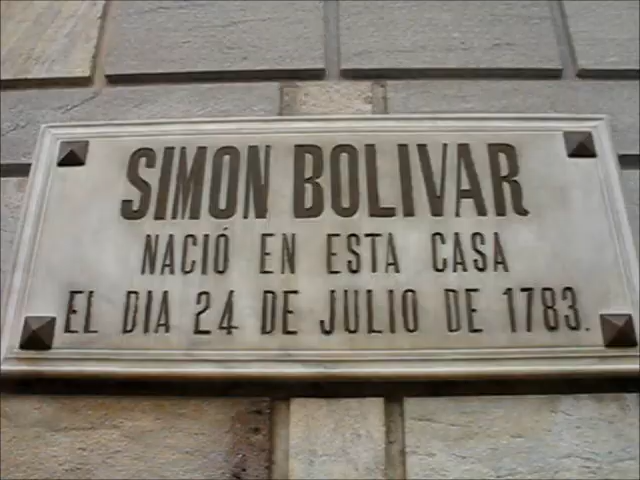 SIMON BOLIVAR
NACIÓ EN ESTA CASA
EL DIA 24 DE JULIO DE 1783.